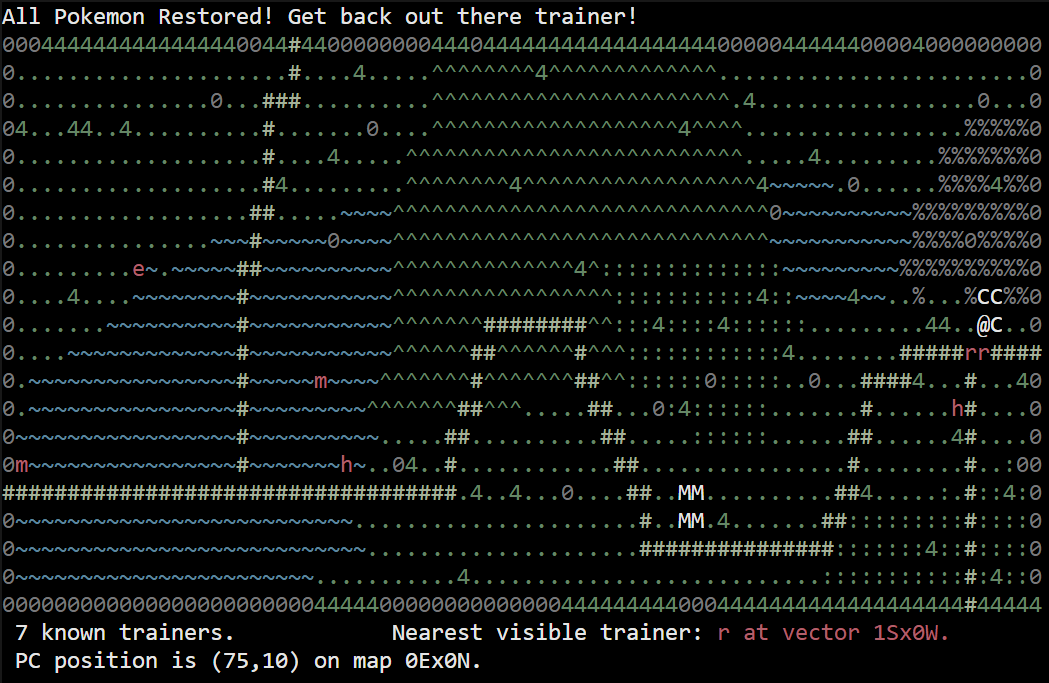 All Pokemon Restored! Get back out there trainer!
0004444444444444440044#440000000044404444444444444444440000044444400004000000000
0.....................#....4.....^^^^^^^^4^^^^^^^^^^^^^........................0
0...............0...###..........^^^^^^^^^^^^^^^^^^^^^^^.4.................0...0
04...44..4..........#.......0....^^^^^^^^^^^^^^^^^^^4^^^^.................%%%%%0
0...................#....4.....^^^^^^^^^^^^^^^^^^^^^^^^^^.....4.........%%%%%%%0
0...................#4.........^^^^^^^^4^^^^^^^^^^^^^^^^^^4~~~~~.0......%%%%4%%0
0..................##.....~~~~^^^^^^^^^^^^^^^^^^^^^^^^^^^^^0~~~~~~~~~~%%%%%%%%%0
0...............~~~#~~~~~0~~~~^^^^^^^^^^^^^^^^^^^^^^^^^^^^^~~~~~~~~~~~%%%%0%%%%0
0.........e~.~~~~~##~~~~~~~~~~^^^^^^^^^^^^^^4^::::::::::::::~~~~~~~~~%%%%%%%%%%0
0....4....~~~~~~~~#~~~~~~~~~~~^^^^^^^^^^^^^^^^^:::::::::::4::~~~~4~~..%...%CC%%0
0.......~~~~~~~~~~#~~~~~~~~~~~^^^^^^^########^^:::4::::4::::::.........44..@C..0
0....~~~~~~~~~~~~~#~~~~~~~~~~~^^^^^^##^^^^^^#^^^::::::::::::4........#####rr####
0.~~~~~~~~~~~~~~~~#~~~~~m~~~~^^^^^^^#^^^^^^^##^^::::::0:::::..0...####4...#...40
0.~~~~~~~~~~~~~~~~#~~~~~~~~~^^^^^^^##^^^.....##...0:4::::::.......#......h#....0
0~~~~~~~~~~~~~~~~~#~~~~~~~~~~.....##..........##.....::::::......##......4#....0
0m~~~~~~~~~~~~~~~~#~~~~~~~h~..04..#............##................#........#..:00
###################################.4..4...0....##..MM..........##4.....:.#::4:0
0~~~~~~~~~~~~~~~~~~~~~~~~~~......................#..MM.4.......##:::::::::#::::0
0~~~~~~~~~~~~~~~~~~~~~~~~~~~.....................###############:::::::4::#::::0
0~~~~~~~~~~~~~~~~~~~~~~~...........4...........................:::::::::::#:4::0
00000000000000000000000044444000000000000004444444440004444444444444444444#44444
7 known trainers. Nearest visible trainer: r at vector 1Sx0W.
PC position is (75,10) on map 0Ex0N.